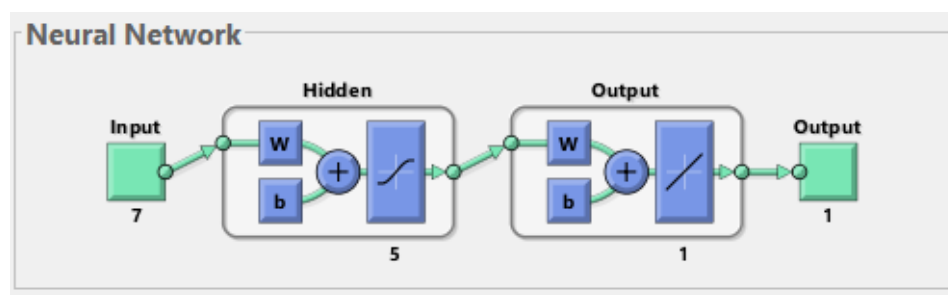 Neural Network
Hidden
Output
Input
Output
W
b
+
W
b
+
7
5
1
1